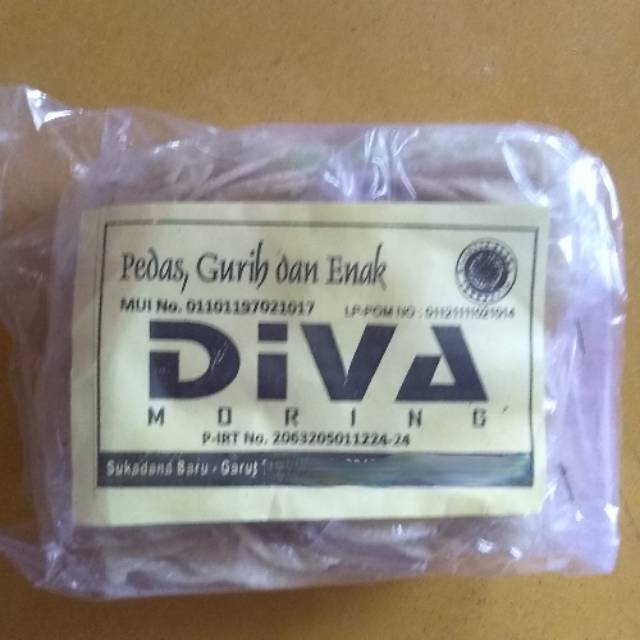 Pedas, Gurih dan Enak
MUI No. 01101197021017
LP-POM NO : 01121111021014
DiVA
MORING
P-IRT No. 2063205011224-24
Sukadana Baru - Garut